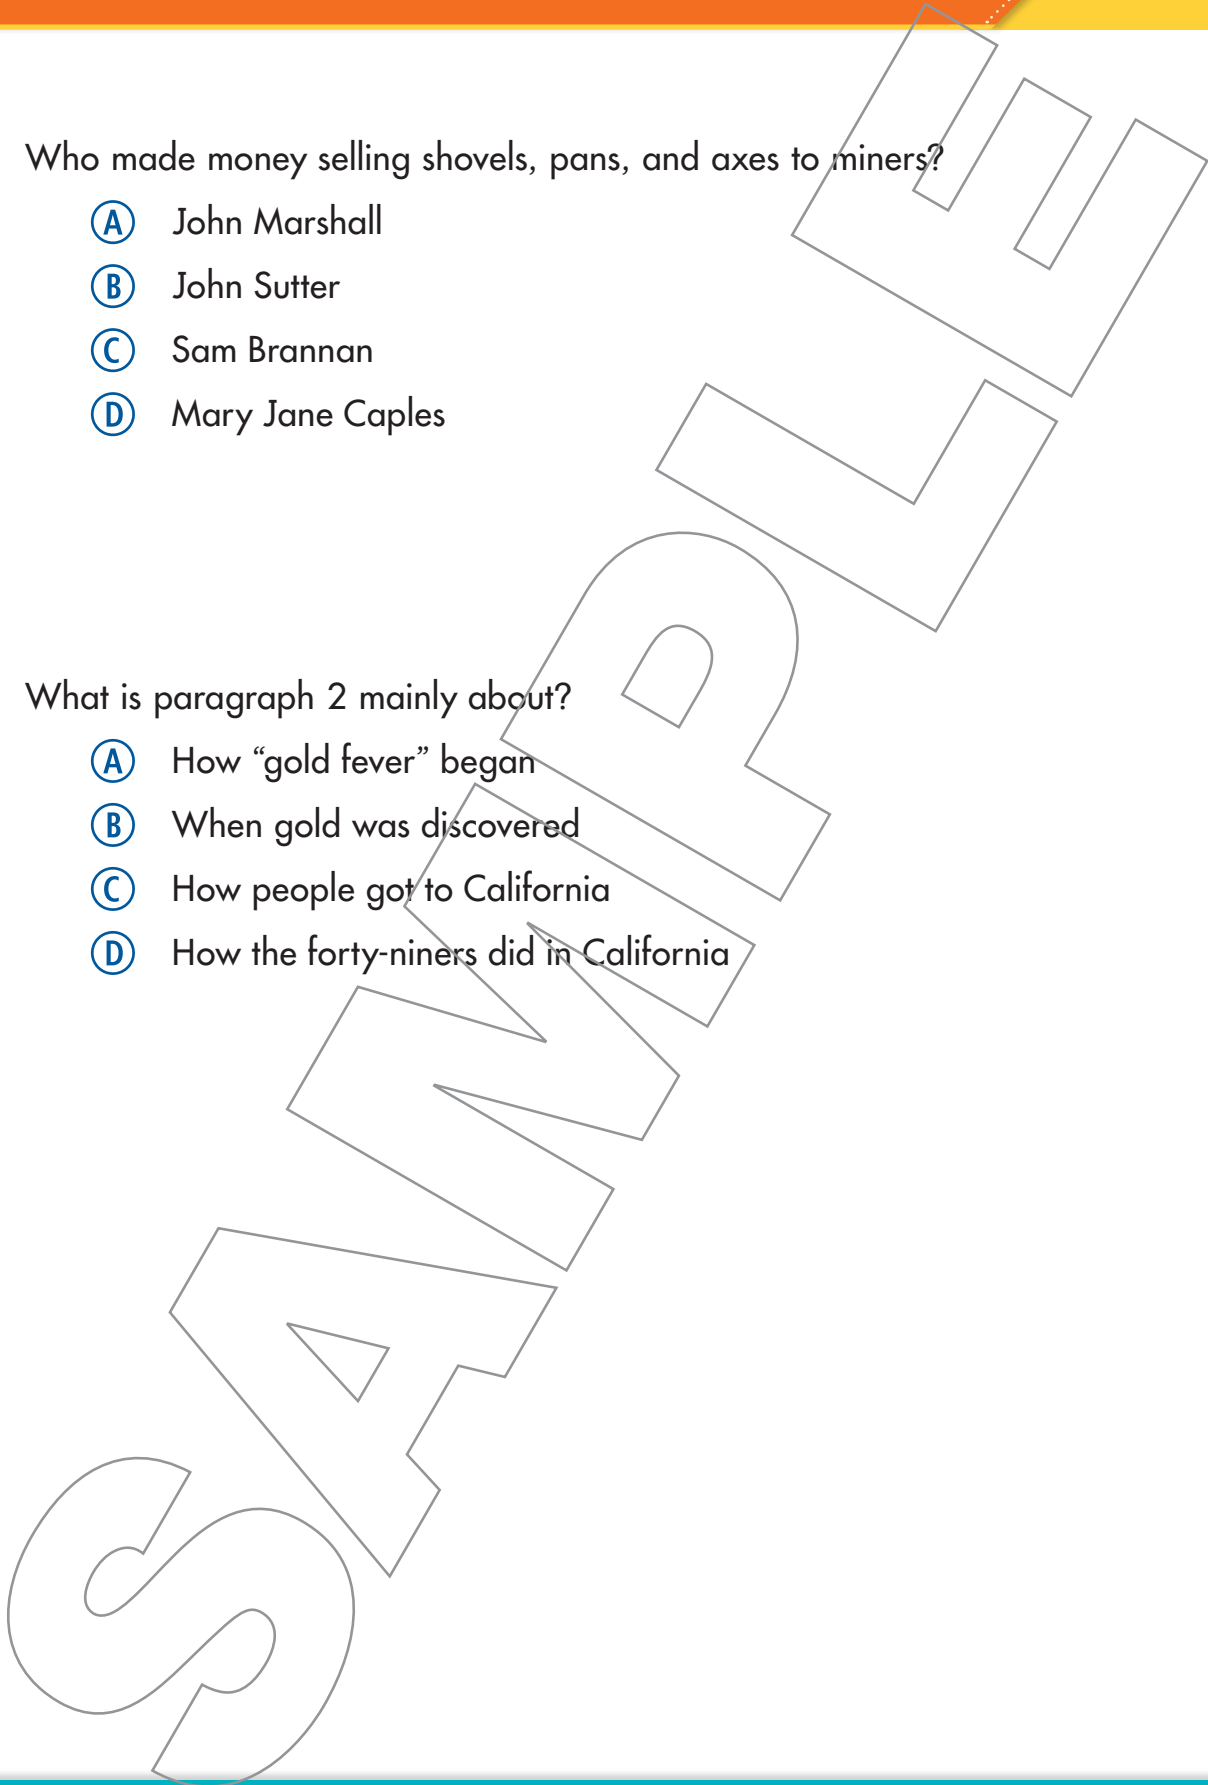 Who made money selling shovels, pans, and axes to miners?
A John Marshall
B John Sutter
C Sam Brannan
D Mary Jane Caples
What is paragraph 2 mainly about?
A How “gold fever” began
B When gold was discovered
C How people got to California
D How the forty-niners did in California
SAMPLE